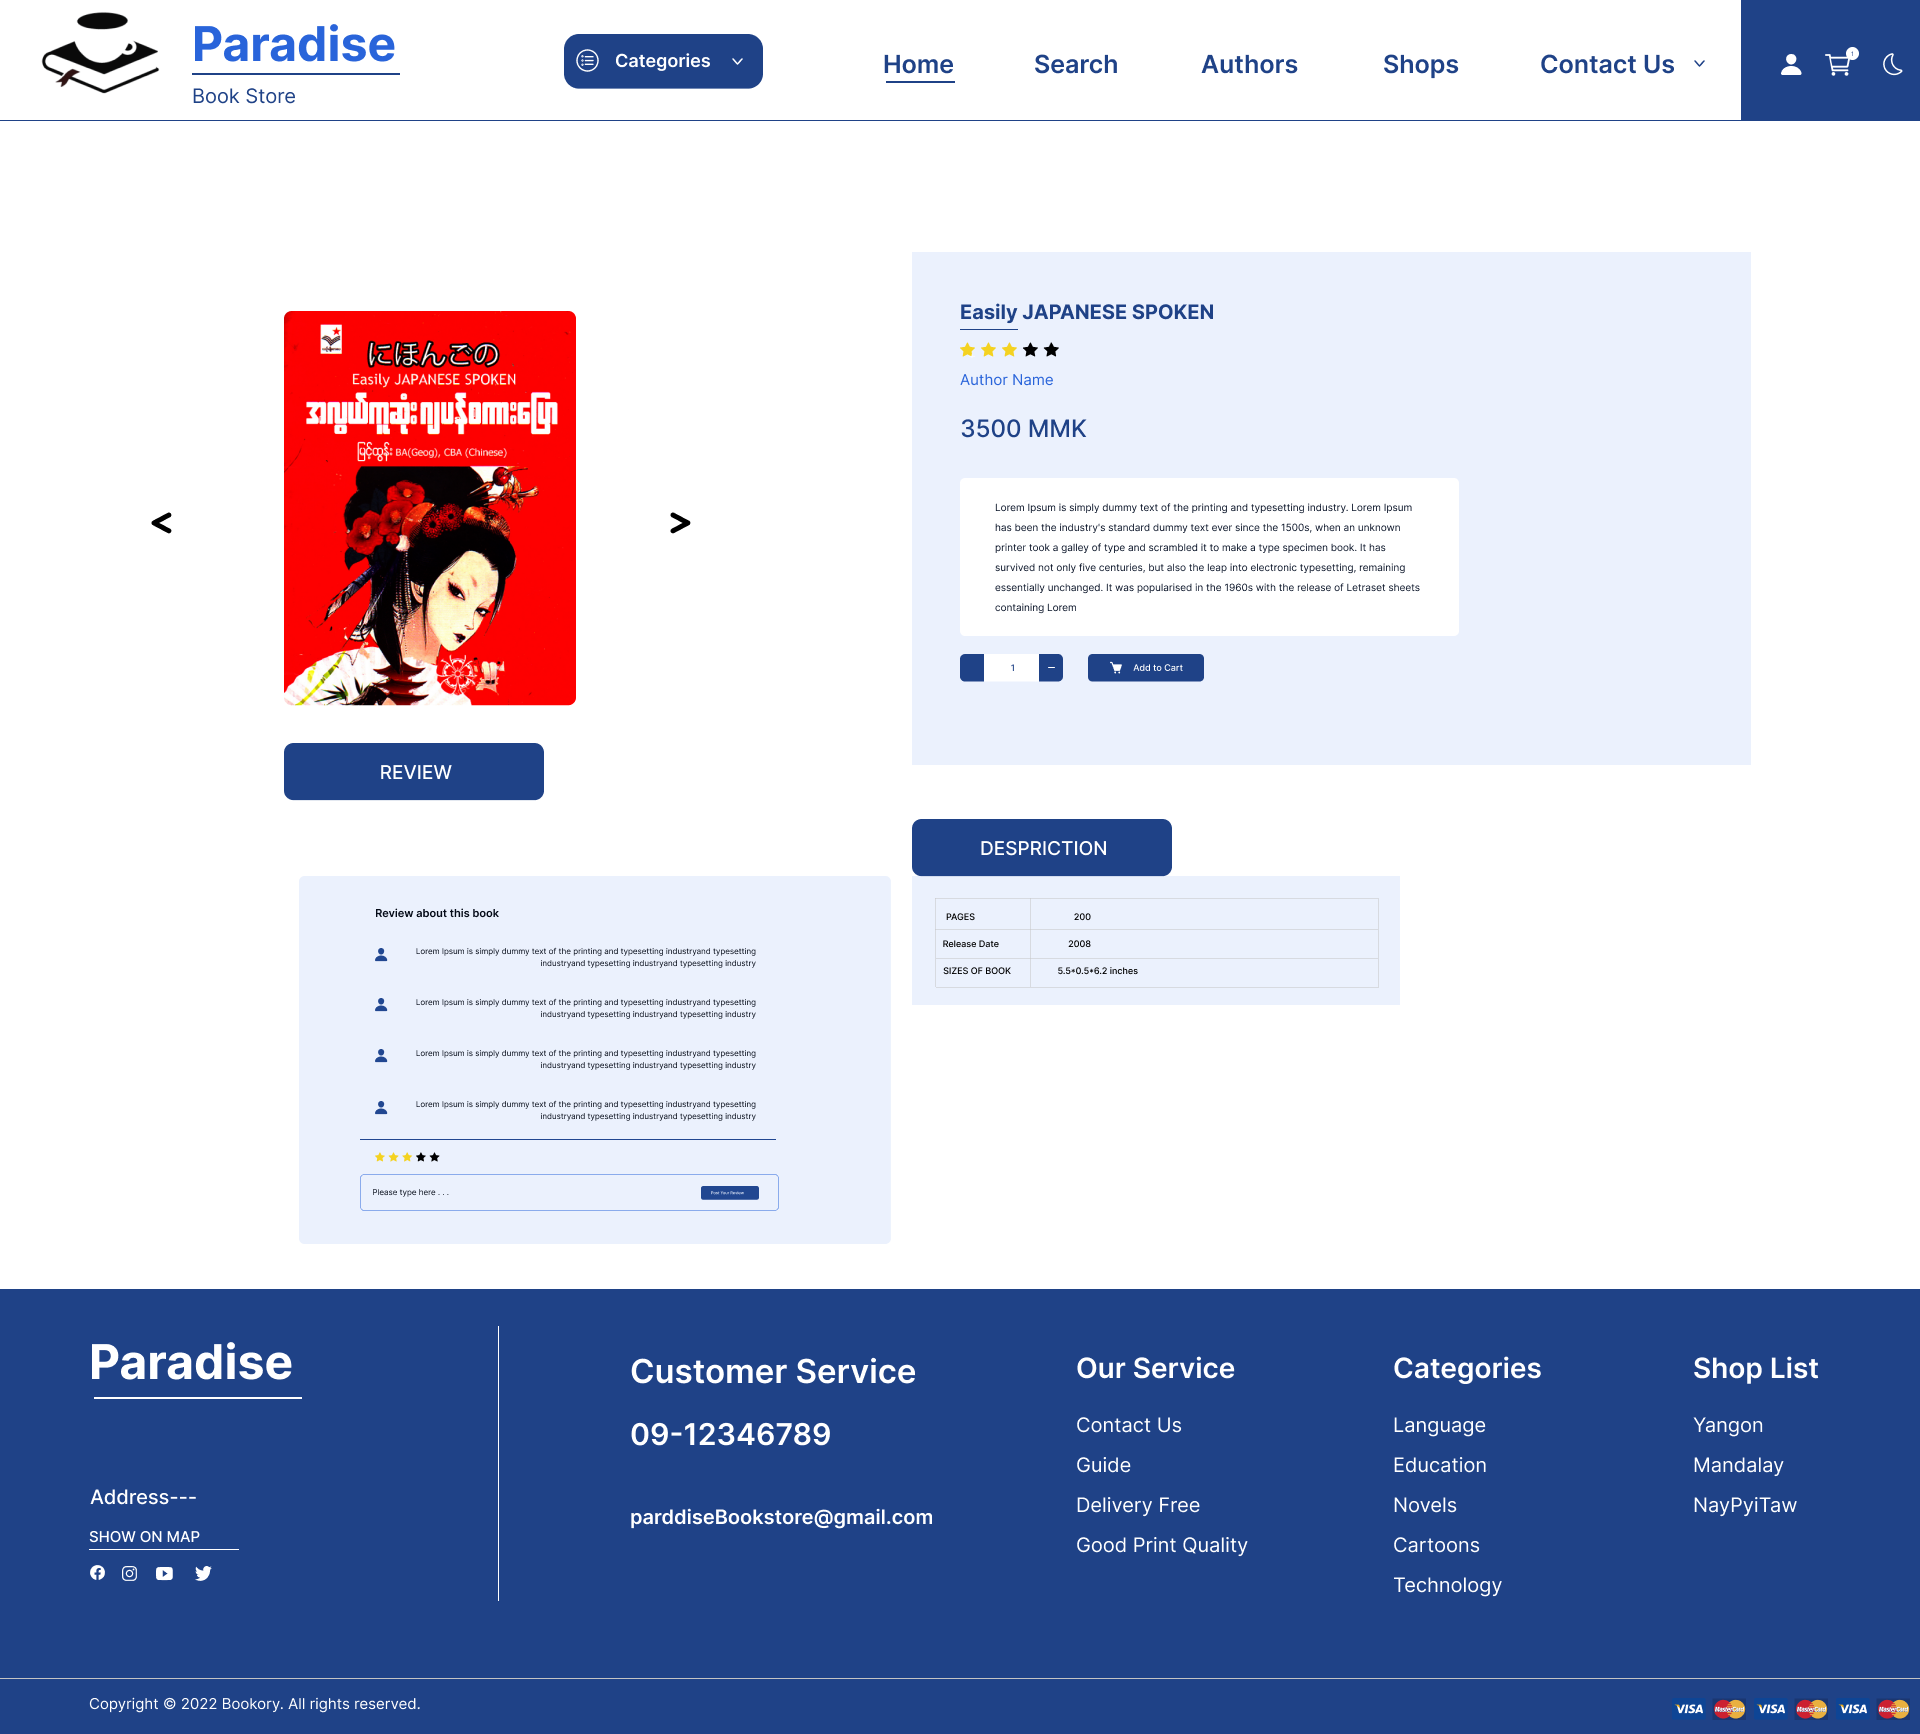 Paradise
Book Store
Categories
Home
Search
Authors
Shops
Contact Us
1
Easily JAPANESE SPOKEN
Author Name
3500 MMK
Lorem Ipsum is simply dummy text of the printing and typesetting industry. Lorem Ipsum
has been the industry's standard dummy text ever since the 1500s, when an unknown
printer took a galley of type and scrambled it to make a type specimen book. It has
survived not only five centuries, but also the leap into electronic typesetting, remaining
essentially unchanged. It was popularised in the 1960s with the release of Letraset sheets
containing Lorem
1
Add to Cart
にほんごの
Easily JAPANESE SPOKEN
အလွယ်ကူဆုံး ဂျပန်စကားပြော
မြင့်ထွန်း BA(Geog), CBA (Chinese)
<
>
REVIEW
DESPRICTION
PAGES 200
Release Date 2008
SIZES OF BOOK 5.5*0.5*6.2 inches
Review about this book
Lorem Ipsum is simply dummy text of the printing and typesetting industryand typesetting
industryand typesetting industryand typesetting industry
Lorem Ipsum is simply dummy text of the printing and typesetting industryand typesetting
industryand typesetting industryand typesetting industry
Lorem Ipsum is simply dummy text of the printing and typesetting industryand typesetting
industryand typesetting industryand typesetting industry
Lorem Ipsum is simply dummy text of the printing and typesetting industryand typesetting
industryand typesetting industryand typesetting industry
Please type here . . .
Post Your Review
Paradise
Address---
SHOW ON MAP
Customer Service
09-12346789
parddiseBookstore@gmail.com
Our Service
Contact Us
Guide
Delivery Free
Good Print Quality
Categories
Language
Education
Novels
Cartoons
Technology
Shop List
Yangon
Mandalay
NayPyiTaw
Copyright © 2022 Bookory. All rights reserved.
VISA MasterCard VISA MasterCard VISA MasterCard